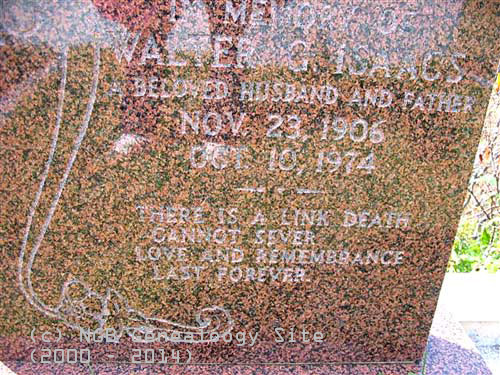 IN MEMORY OF
WALTER G ISAACS
A BELOVED HUSBAND AND FATHER
NOV. 23, 1906
OCT. 10, 1974
THERE IS A LINK DEATH
CANNOT SEVER
LOVE AND REMEMBRANCE
LAST FOREVER
(c) NGB Genealogy Site
(2000 - 2014)